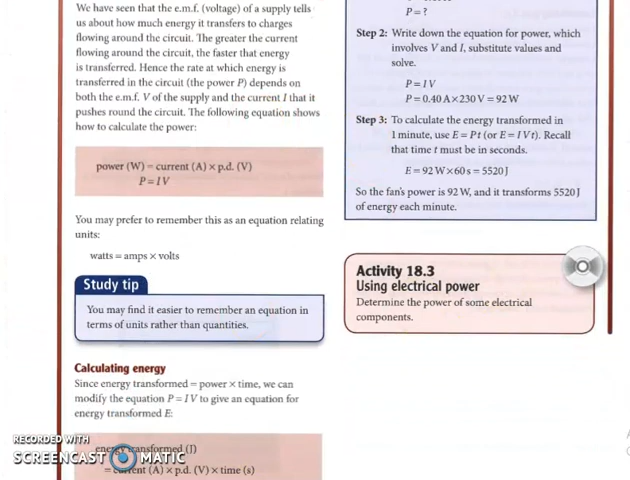 We have seen that the e.m.f. (voltage) of a supply tells
us about how much energy it transfers to charges
flowing around the circuit. The greater the current
flowing around the circuit, the faster that energy
is transferred. Hence the rate at which energy is
transferred in the circuit (the power P) depends on
both the e.m.f. V of the supply and the current I that it
pushes round the circuit. The following equation shows
how to calculate the power:
power (W) = current (A) × p.d. (V)
P = I V
You may prefer to remember this as an equation relating
units:
watts = amps × volts
Study tip
You may find it easier to remember an equation in
terms of units rather than quantities.
Calculating energy
Since energy transformed = power × time, we can
modify the equation P = I V to give an equation for
energy transformed E:
energy transformed (J)
= current (A) × p.d. (V) × time (s)
P = ?
Step 2: Write down the equation for power, which
involves V and I, substitute values and
solve.
P = I V
P = 0.40 A × 230 V = 92 W
Step 3: To calculate the energy transformed in
1 minute, use E = Pt (or E = I V t). Recall
that time t must be in seconds.
E = 92 W × 60 s = 5520 J
So the fan's power is 92 W, and it transforms 5520 J
of energy each minute.
Activity 18.3
Using electrical power
Determine the power of some electrical
components.
RECORDED WITH
SCREENCAST MATIC